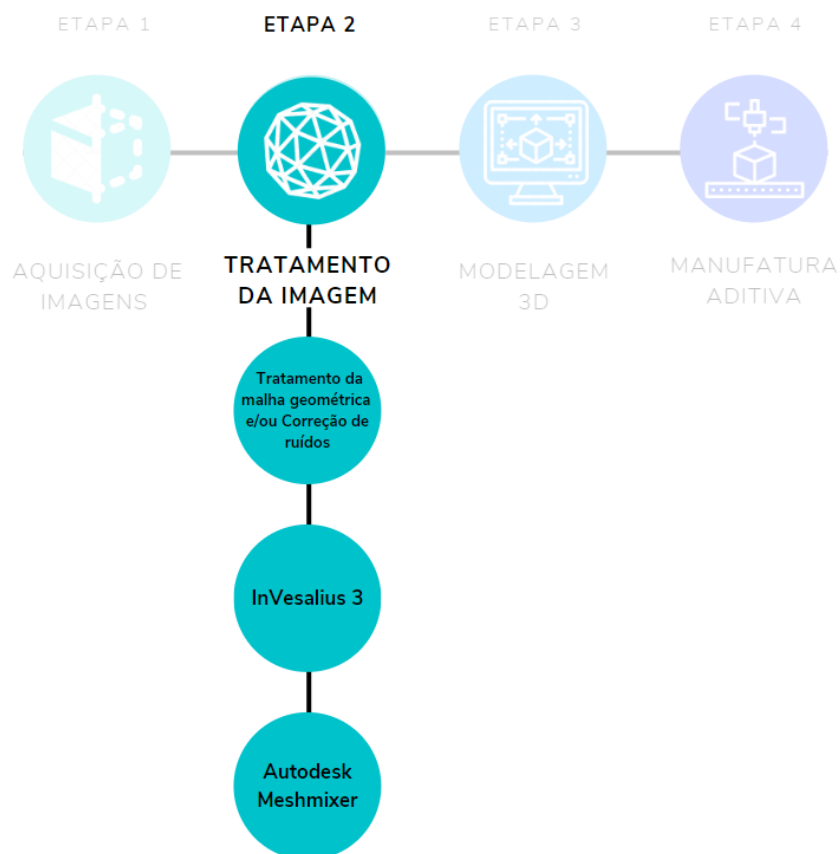 ETAPA 1
ETAPA 2
ETAPA 3
ETAPA 4
AQUISIÇÃO DE
IMAGENS
TRATAMENTO
DA IMAGEM
MODELAGEM
3D
MANUFATURA
ADITIVA
Tratamento da
malha geométrica
e/ou Correção de
ruídos
InVesalius 3
Autodesk
Meshmixer